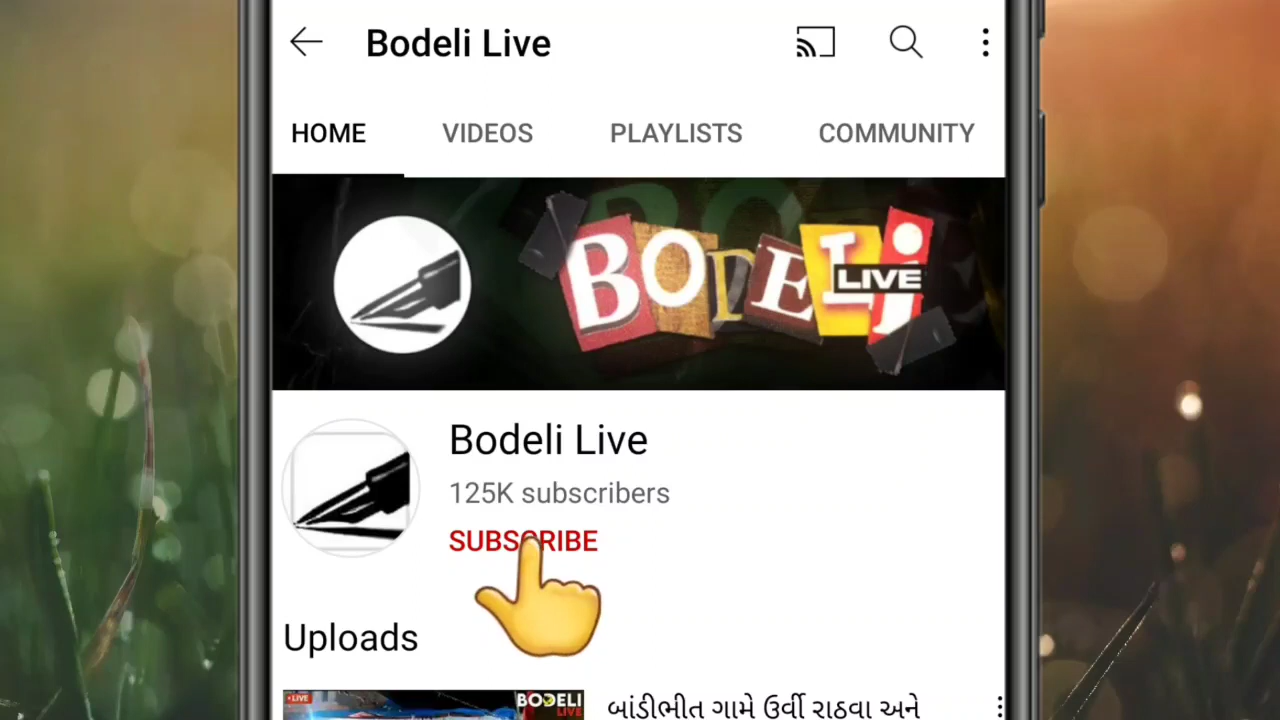 Bodeli Live
HOME VIDEOS PLAYLISTS COMMUNITY
BODELi
LIVE
Bodeli Live
125K subscribers
SUBSCRIBE
Uploads
LIVE
BODELI
LIVE
બાંડીભીત ગામે ઉર્વી રાઠવા અને